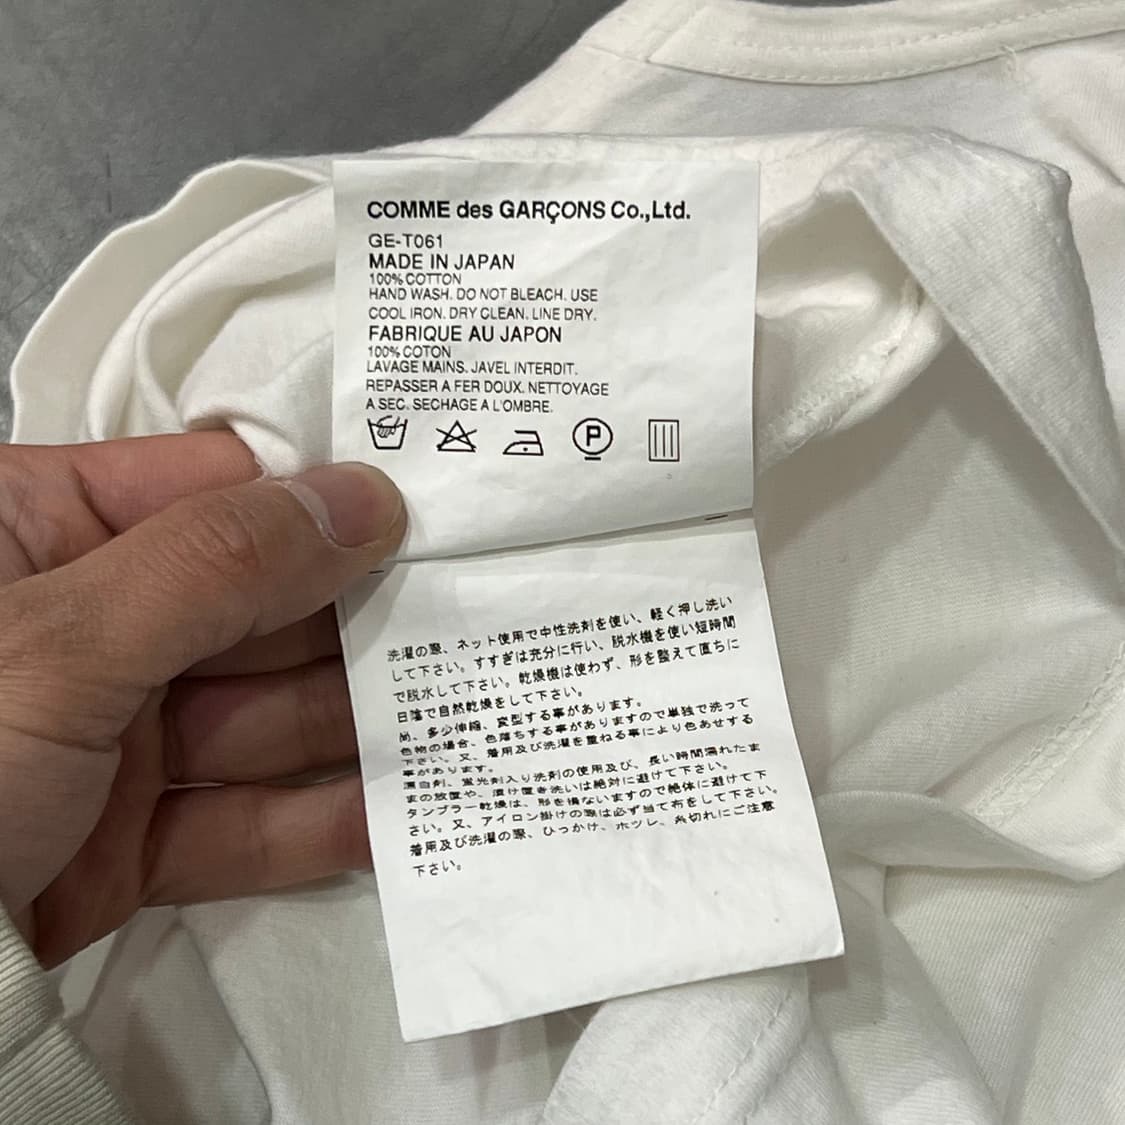 COMME des GARÇONS Co.,Ltd.
GE-T061
MADE IN JAPAN
100% COTTON
HAND WASH. DO NOT BLEACH. USE
COOL IRON. DRY CLEAN. LINE DRY.
FABRIQUE AU JAPON
100% COTON
LAVAGE MAINS. JAVEL INTERDIT.
REPASSER A FER DOUX. NETTOYAGE
A SEC. SECHAGE A L'OMBRE.
P
洗濯の際、ネット使用で中性洗剤を使い、軽く押し洗い
して下さい。すすぎは充分に行い、脱水機を使い短時間
で脱水して下さい。乾燥機は使わず、形を整えて直ちに
日陰で自然乾燥をして下さい。
尚、多少伸縮、変型する事があります。
色物の場合、色落ちする事がありますので単独で洗って
下さい。又、着用及び洗濯を重ねる事により色あせする
事があります。
漂白剤、蛍光剤入り洗剤の使用及び、長い時間濡れたま
まの放置や、漬け置き洗いは絶対に避けて下さい。
タンブラー乾燥は、形を損ないますので絶体に避けて下
さい。又、アイロン掛けの際は必ず当て布をして下さい。
着用及び洗濯の際、ひっかけ、ホツレ、糸切れにご注意
下さい。